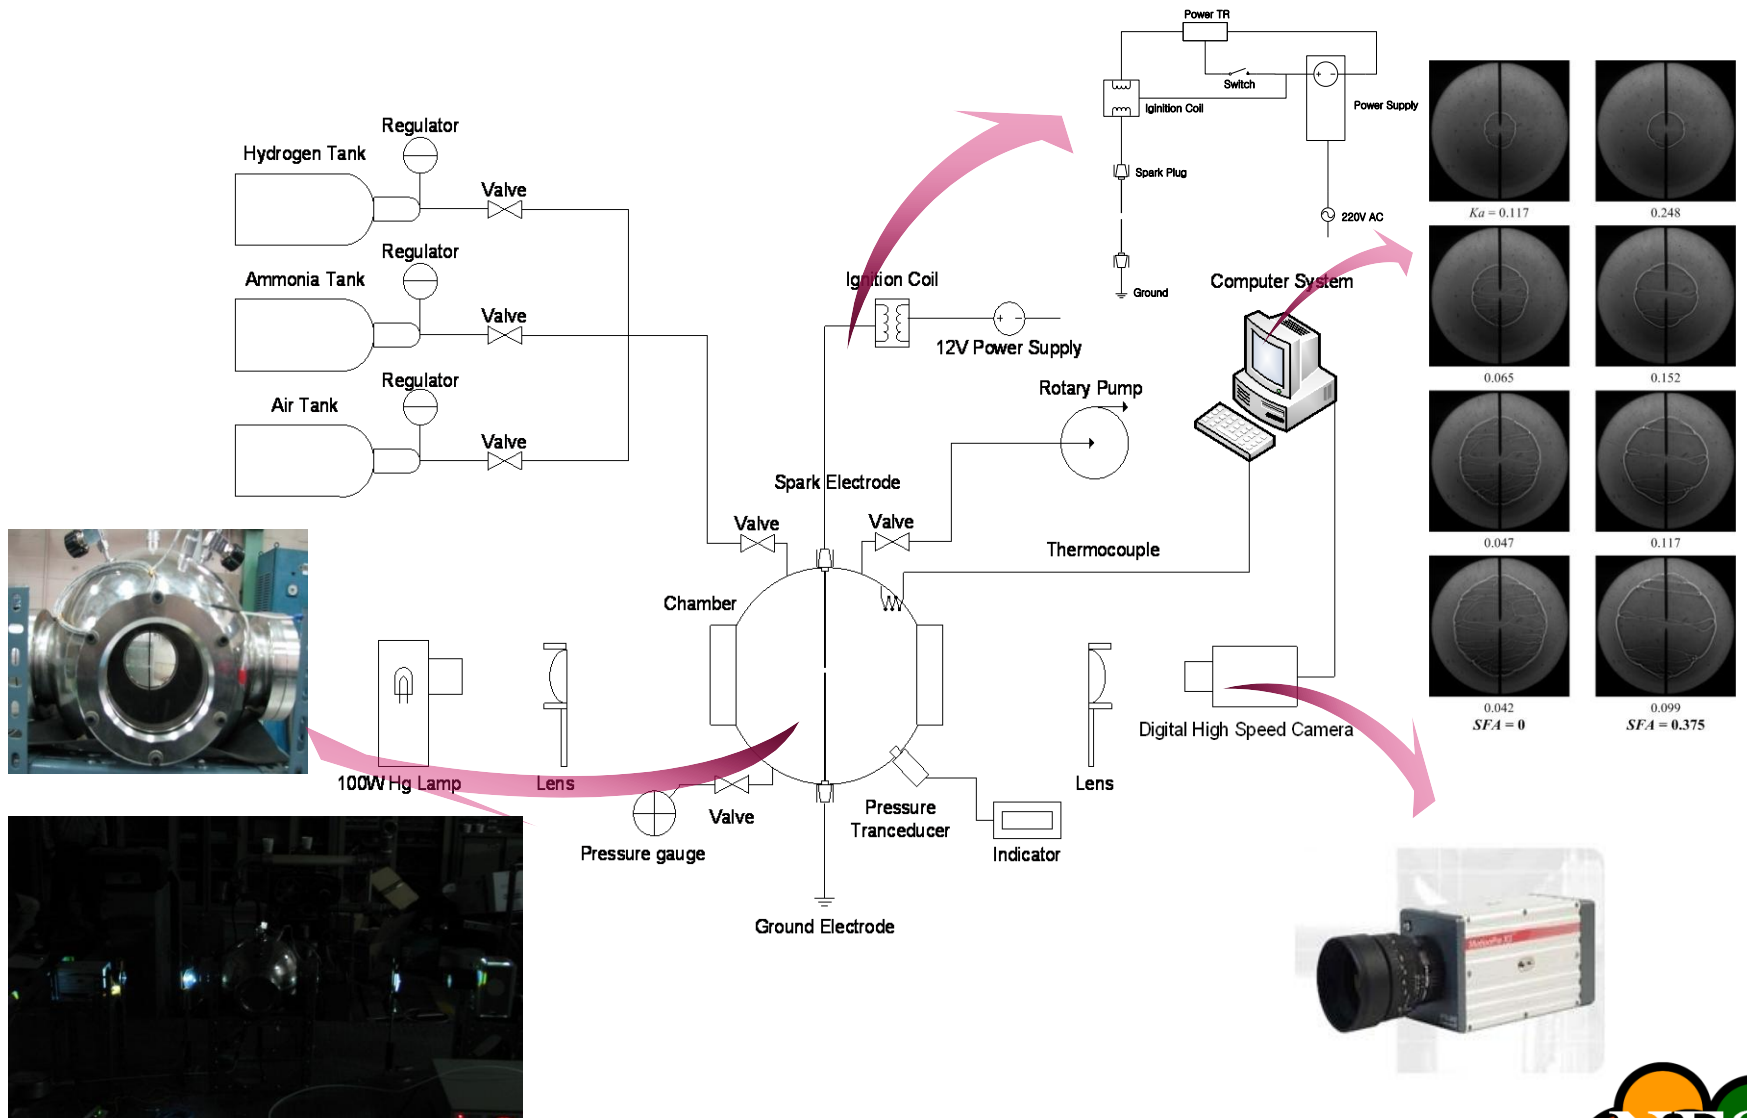 Power TR
Switch
Iginition Coil
Power Supply
Spark Plug
220V AC
Ground
Regulator
Hydrogen Tank
Valve
Regulator
Ammonia Tank
Valve
Regulator
Air Tank
Valve
Ignition Coil
12V Power Supply
Computer System
Rotary Pump
Spark Electrode
Valve
Valve
Thermocouple
Chamber
100W Hg Lamp
Lens
Pressure gauge
Valve
Pressure
Tranceducer
Indicator
Lens
Digital High Speed Camera
Ground Electrode
Ka = 0.117
0.248
0.065
0.152
0.047
0.117
0.042
0.099
SFA = 0
SFA = 0.375
MotionPro X3